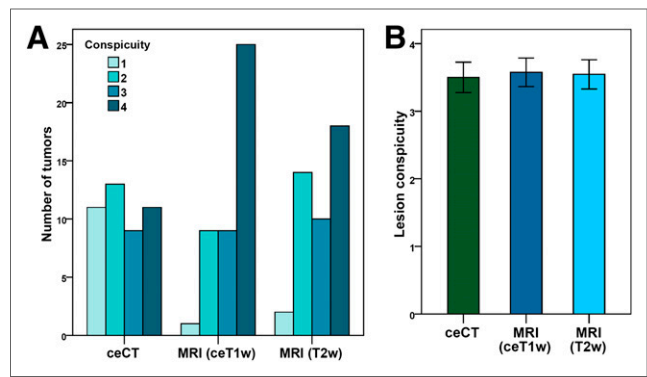 A
Conspicuity
1
2
3
4
Number of tumors
25
20
15
10
5
0
ceCT
MRI (ceT1w)
MRI (T2w)
B
Lesion conspicuity
4
3
2
1
0
ceCT
MRI
(ceT1w)
MRI
(T2w)